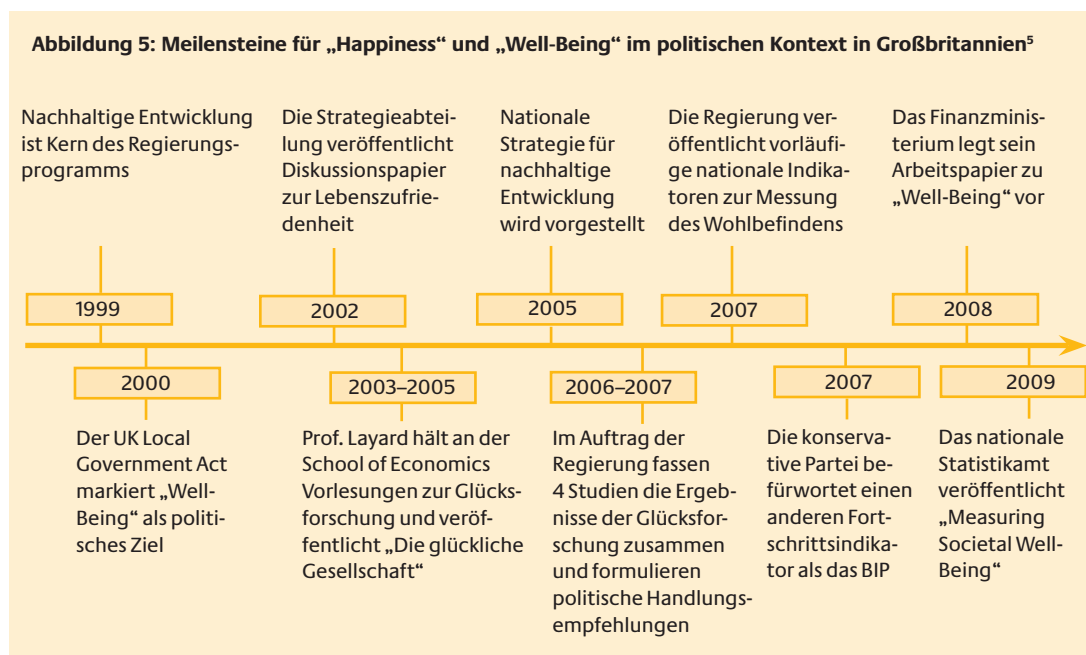 Abbildung 5: Meilensteine für „Happiness“ und „Well-Being“ im politischen Kontext in Großbritannien⁵
Nachhaltige Entwicklung
ist Kern des Regierungs-
programms
1999
Der UK Local
Government Act
markiert „Well-
Being“ als politi-
sches Ziel
2000
Die Strategieabtei-
lung veröffentlicht
Diskussionspapier
zur Lebenszufrie-
denheit
2002
2003–2005
Prof. Layard hält an der
School of Economics
Vorlesungen zur Glücks-
forschung und veröf-
fentlicht „Die glückliche
Gesellschaft“
Nationale
Strategie für
nachhaltige
Entwicklung
wird vorgestellt
2005
2006–2007
Im Auftrag der
Regierung fassen
4 Studien die Ergeb-
nisse der Glücksfor-
schung zusammen
und formulieren
politische Handlungs-
empfehlungen
Die Regierung ver-
öffentlicht vorläufi-
ge nationale Indika-
toren zur Messung
des Wohlbefindens
2007
2007
Die konserva-
tive Partei be-
fürwortet einen
anderen Fort-
schrittsindika-
tor als das BIP
Das Finanzminis-
terium legt sein
Arbeitspapier zu
„Well-Being“ vor
2008
2009
Das nationale
Statistikamt
veröffentlicht
„Measuring
Societal Well-
Being“